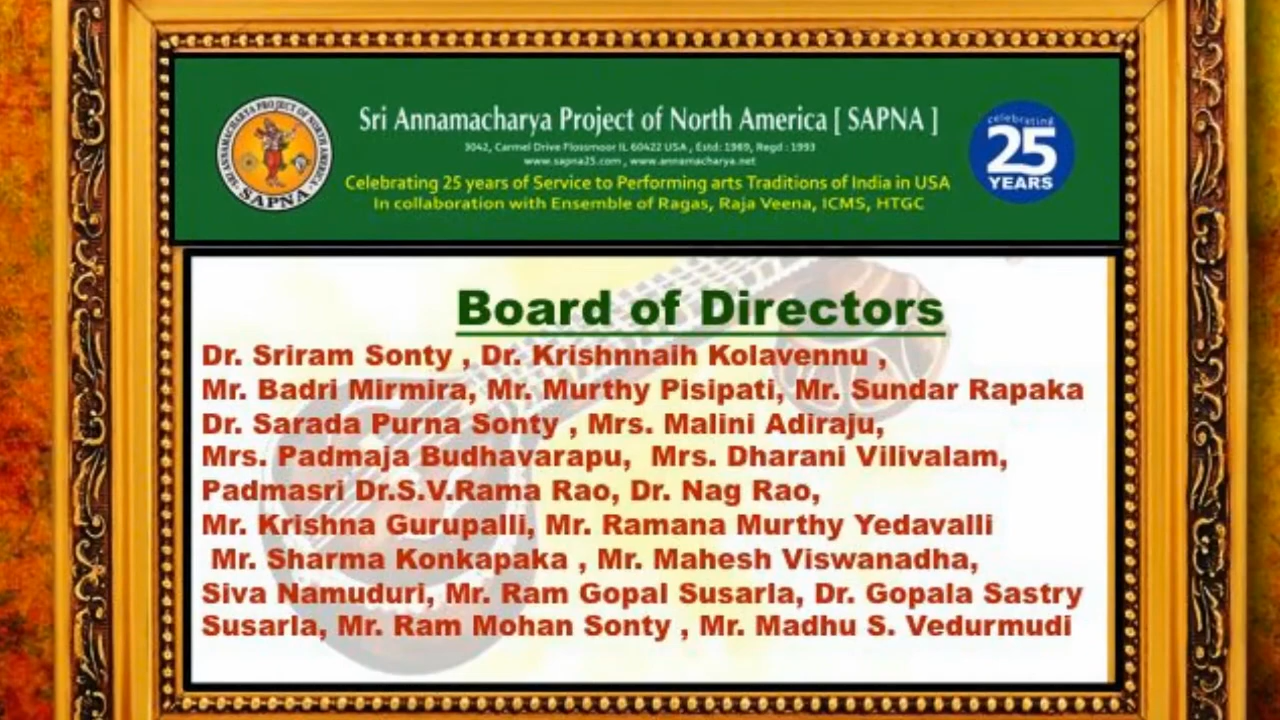 Sri Annamacharya Project of North America [ SAPNA ]
3042, Carmel Drive Flossmoor IL 60422 USA , Estd: 1989, Regd : 1993
www.sapna25.com , www.annamacharya.net
Celebrating 25 years of Service to Performing arts Traditions of India in USA
In collaboration with Ensemble of Ragas, Raja Veena, ICMS, HTGC
SRI ANNAMACHARYA PROJECT OF NORTH AMERICA
SAPNA
celebrating
25
YEARS
Board of Directors
Dr. Sriram Sonty , Dr. Krishnnaih Kolavennu ,
Mr. Badri Mirmira, Mr. Murthy Pisipati, Mr. Sundar Rapaka
Dr. Sarada Purna Sonty , Mrs. Malini Adiraju,
Mrs. Padmaja Budhavarapu, Mrs. Dharani Vilivalam,
Padmasri Dr.S.V.Rama Rao, Dr. Nag Rao,
Mr. Krishna Gurupalli, Mr. Ramana Murthy Yedavalli
Mr. Sharma Konkapaka , Mr. Mahesh Viswanadha,
Siva Namuduri, Mr. Ram Gopal Susarla, Dr. Gopala Sastry
Susarla, Mr. Ram Mohan Sonty , Mr. Madhu S. Vedurmudi